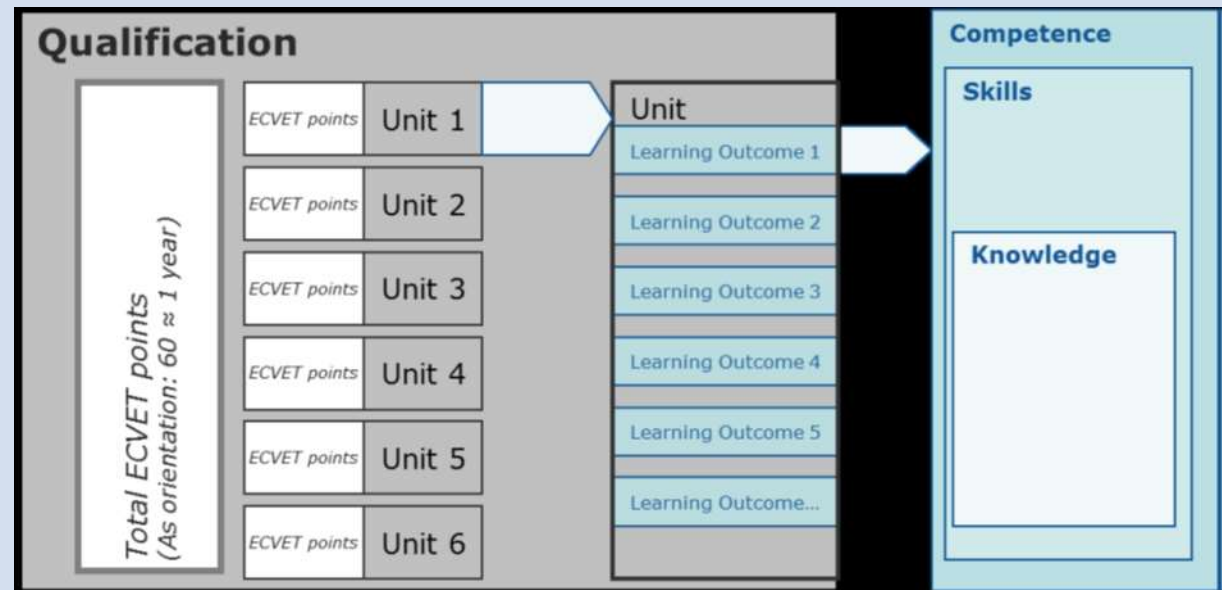 Qualification
Total ECVET points
(As orientation: 60 ≈ 1 year)
ECVET points Unit 1
ECVET points Unit 2
ECVET points Unit 3
ECVET points Unit 4
ECVET points Unit 5
ECVET points Unit 6
Unit
Learning Outcome 1
Learning Outcome 2
Learning Outcome 3
Learning Outcome 4
Learning Outcome 5
Learning Outcome...
Competence
Skills
Knowledge